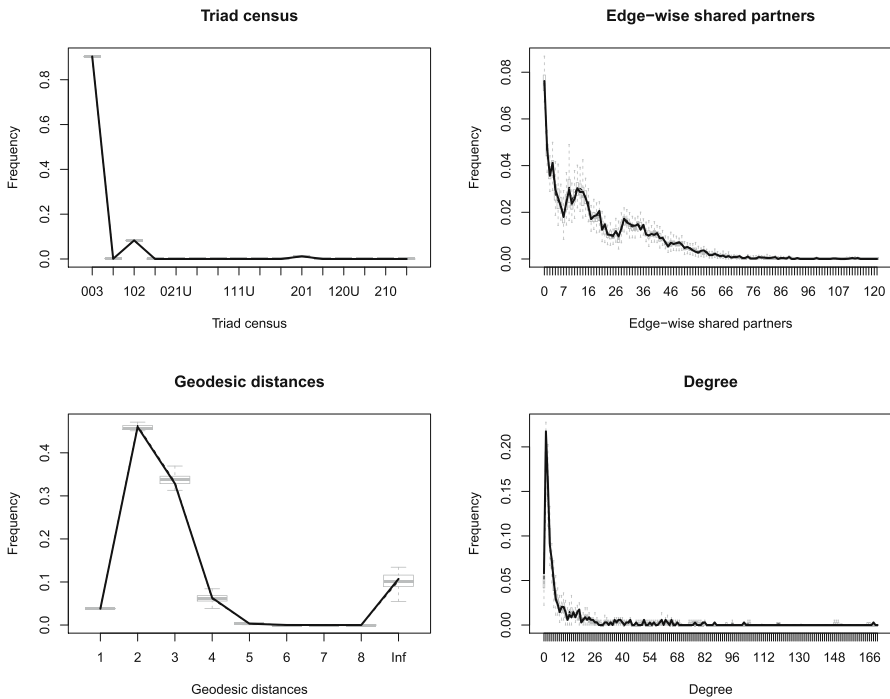 Triad census
Frequency
0.0 0.2 0.4 0.6 0.8
003 102 021U 111U 201 120U 210
Triad census
Edge−wise shared partners
Frequency
0.00 0.02 0.04 0.06 0.08
0 7 16 26 36 46 56 66 76 86 96 107 120
Edge−wise shared partners
Geodesic distances
Frequency
0.0 0.1 0.2 0.3 0.4
1 2 3 4 5 6 7 8 Inf
Geodesic distances
Degree
Frequency
0.00 0.05 0.10 0.15 0.20
0 12 26 40 54 68 82 96 112 130 148 166
Degree